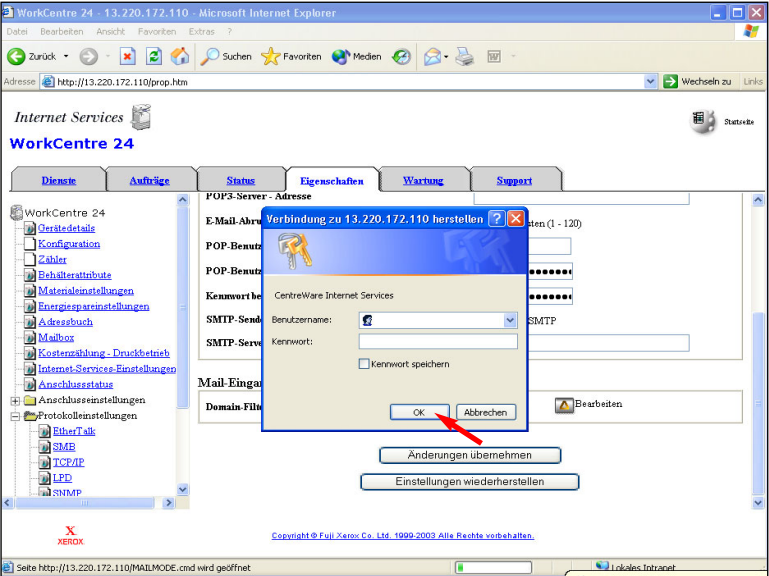 WorkCentre 24 - 13.220.172.110 - Microsoft Internet Explorer
Datei Bearbeiten Ansicht Favoriten Extras ?
Zurück Suchen Favoriten Medien
Adresse http://13.220.172.110/prop.htm Wechseln zu Links
Internet Services
Startseite
WorkCentre 24
Dienste Aufträge Status Eigenschaften Wartung Support
WorkCentre 24
Gerätedetails
Konfiguration
Zähler
Behälterattribute
Materialeinstellungen
Energiespareinstellungen
Adressbuch
Mailbox
Kostenzählung - Druckbetrieb
Internet-Services-Einstellungen
Anschlussstatus
Anschlusseinstellungen
Protokolleinstellungen
EtherTalk
SMB
TCP/IP
LPD
SNMP
POP3-Server - Adresse
E-Mail-Abru ten (1 - 120)
POP-Benutz
POP-Benutz
Kennwort be
SMTP-Send SMTP
SMTP-Serve
Mail-Eingan
Domain-Filt Bearbeiten
Verbindung zu 13.220.172.110 herstellen
CentreWare Internet Services
Benutzername:
Kennwort:
Kennwort speichern
OK Abbrechen
Änderungen übernehmen
Einstellungen wiederherstellen
X
XEROX
Copyright © Fuji Xerox Co. Ltd. 1999-2003 Alle Rechte vorbehalten.
Seite http://13.220.172.110/MAILMODE.cmd wird geöffnet Lokales Intranet